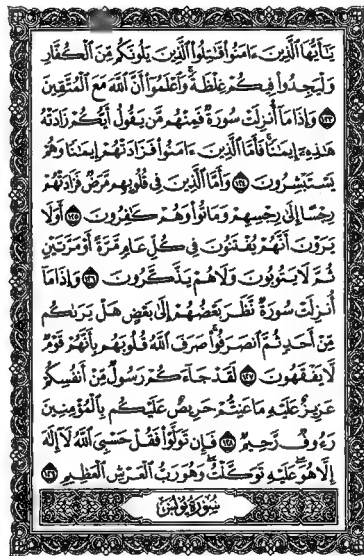 يَٰٓأَيُّهَا ٱلَّذِينَ ءَامَنُوا۟ قَٰتِلُوا۟ ٱلَّذِينَ يَلُونَكُم مِّنَ ٱلْكُفَّارِ
وَلْيَجِدُوا۟ فِيكُمْ غِلْظَةً ۚ وَٱعْلَمُوٓا۟ أَنَّ ٱللَّهَ مَعَ ٱلْمُتَّقِينَ
١٢٣ وَإِذَا مَآ أُنزِلَتْ سُورَةٌ فَمِنْهُم مَّن يَقُولُ أَيُّكُمْ زَادَتْهُ
هَٰذِهِۦٓ إِيمَٰنًا ۚ فَأَمَّا ٱلَّذِينَ ءَامَنُوا۟ فَزَادَتْهُمْ إِيمَٰنًا وَهُمْ
يَسْتَبْشِرُونَ ١٢٤ وَأَمَّا ٱلَّذِينَ فِى قُلُوبِهِم مَّرَضٌ فَزَادَتْهُمْ
رِجْسًا إِلَىٰ رِجْسِهِمْ وَمَاتُوا۟ وَهُمْ كَٰفِرُونَ ١٢٥ أَوَلَا
يَرَوْنَ أَنَّهُمْ يُفْتَنُونَ فِى كُلِّ عَامٍ مَّرَّةً أَوْ مَرَّتَيْنِ
ثُمَّ لَا يَتُوبُونَ وَلَا هُمْ يَذَّكَّرُونَ ١٢٦ وَإِذَا مَآ
أُنزِلَتْ سُورَةٌ نَّظَرَ بَعْضُهُمْ إِلَىٰ بَعْضٍ هَلْ يَرَىٰكُم
مِّنْ أَحَدٍ ثُمَّ ٱنصَرَفُوا۟ ۚ صَرَفَ ٱللَّهُ قُلُوبَهُم بِأَنَّهُمْ قَوْمٌ
لَّا يَفْقَهُونَ ١٢٧ لَقَدْ جَآءَكُمْ رَسُولٌ مِّنْ أَنفُسِكُمْ
عَزِيزٌ عَلَيْهِ مَا عَنِتُّمْ حَرِيصٌ عَلَيْكُم بِٱلْمُؤْمِنِينَ
رَءُوفٌ رَّحِيمٌ ١٢٨ فَإِن تَوَلَّوْا۟ فَقُلْ حَسْبِىَ ٱللَّهُ لَآ إِلَٰهَ
إِلَّا هُوَ ۖ عَلَيْهِ تَوَكَّلْتُ ۖ وَهُوَ رَبُّ ٱلْعَرْشِ ٱلْعَظِيمِ ١٢٩
سُورَةُ يُونُسَ